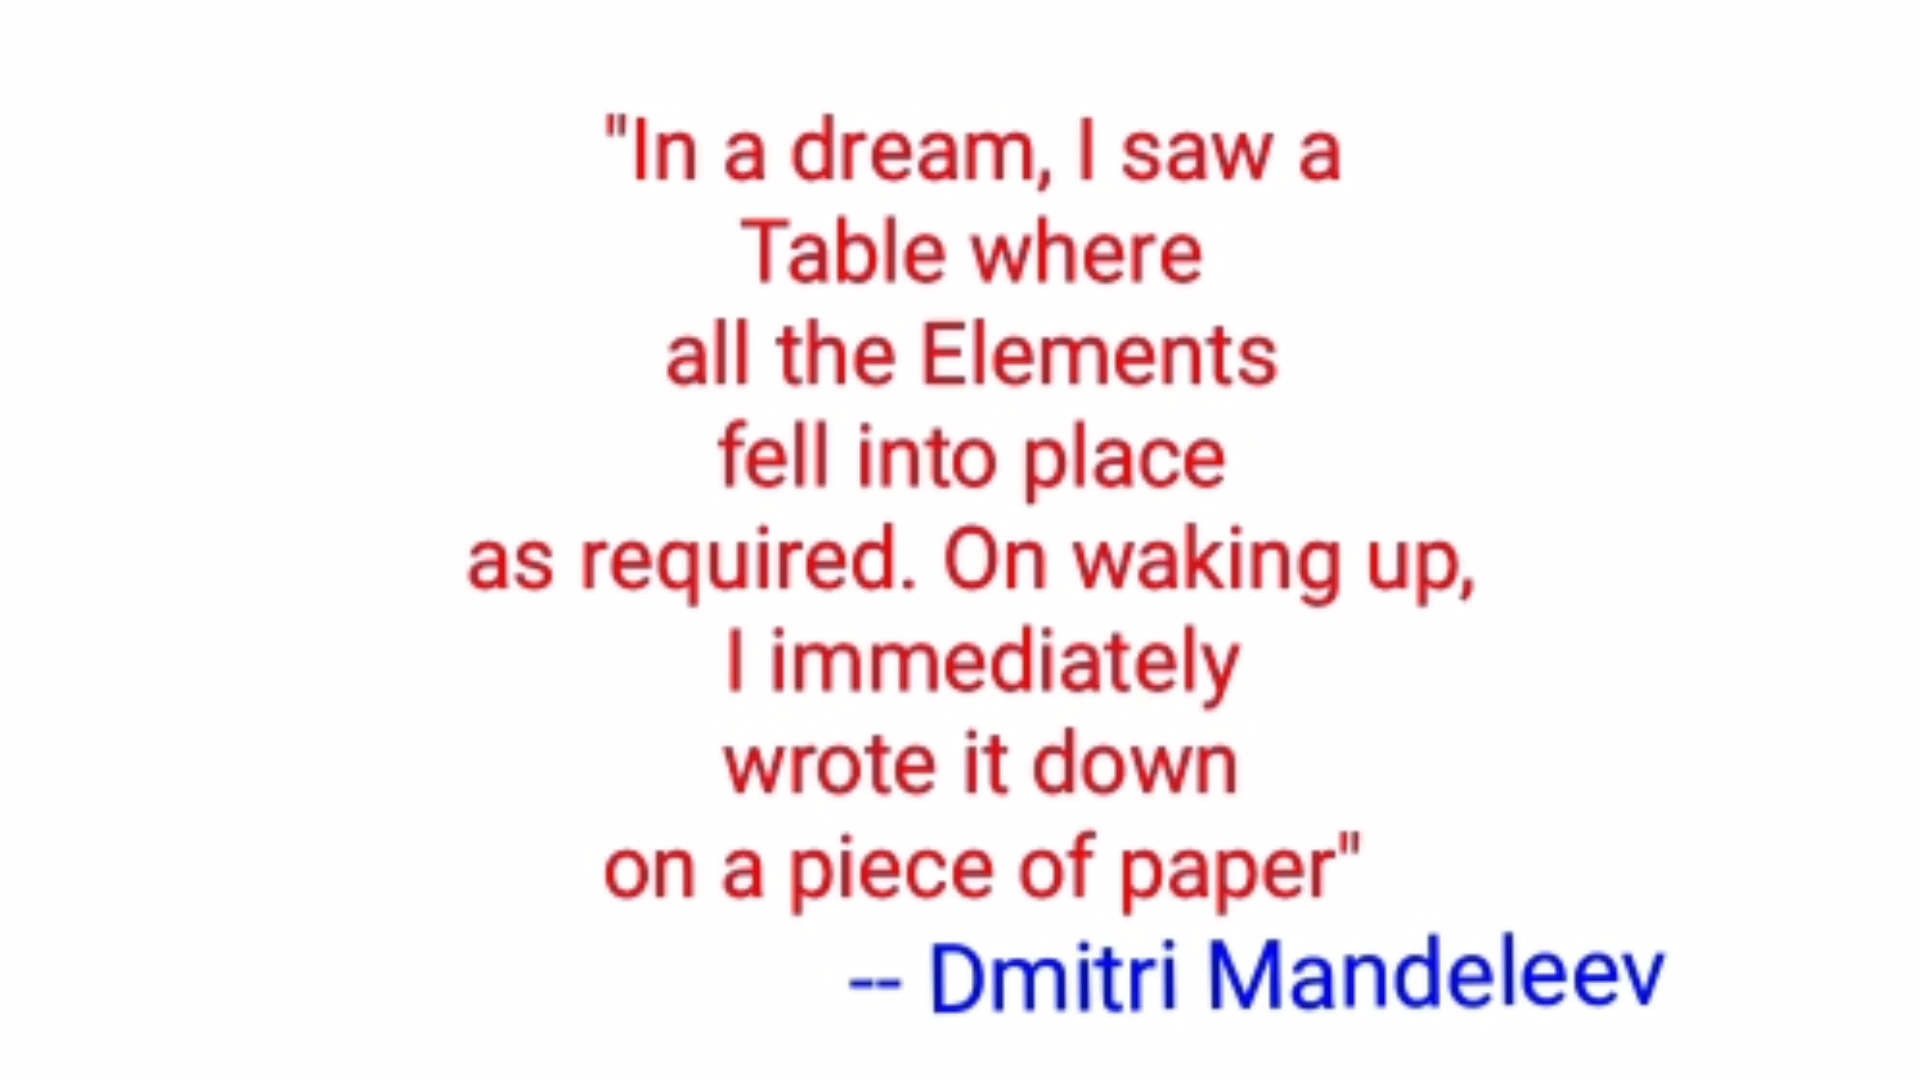 "In a dream, I saw a
Table where
all the Elements
fell into place
as required. On waking up,
I immediately
wrote it down
on a piece of paper"
-- Dmitri Mandeleev